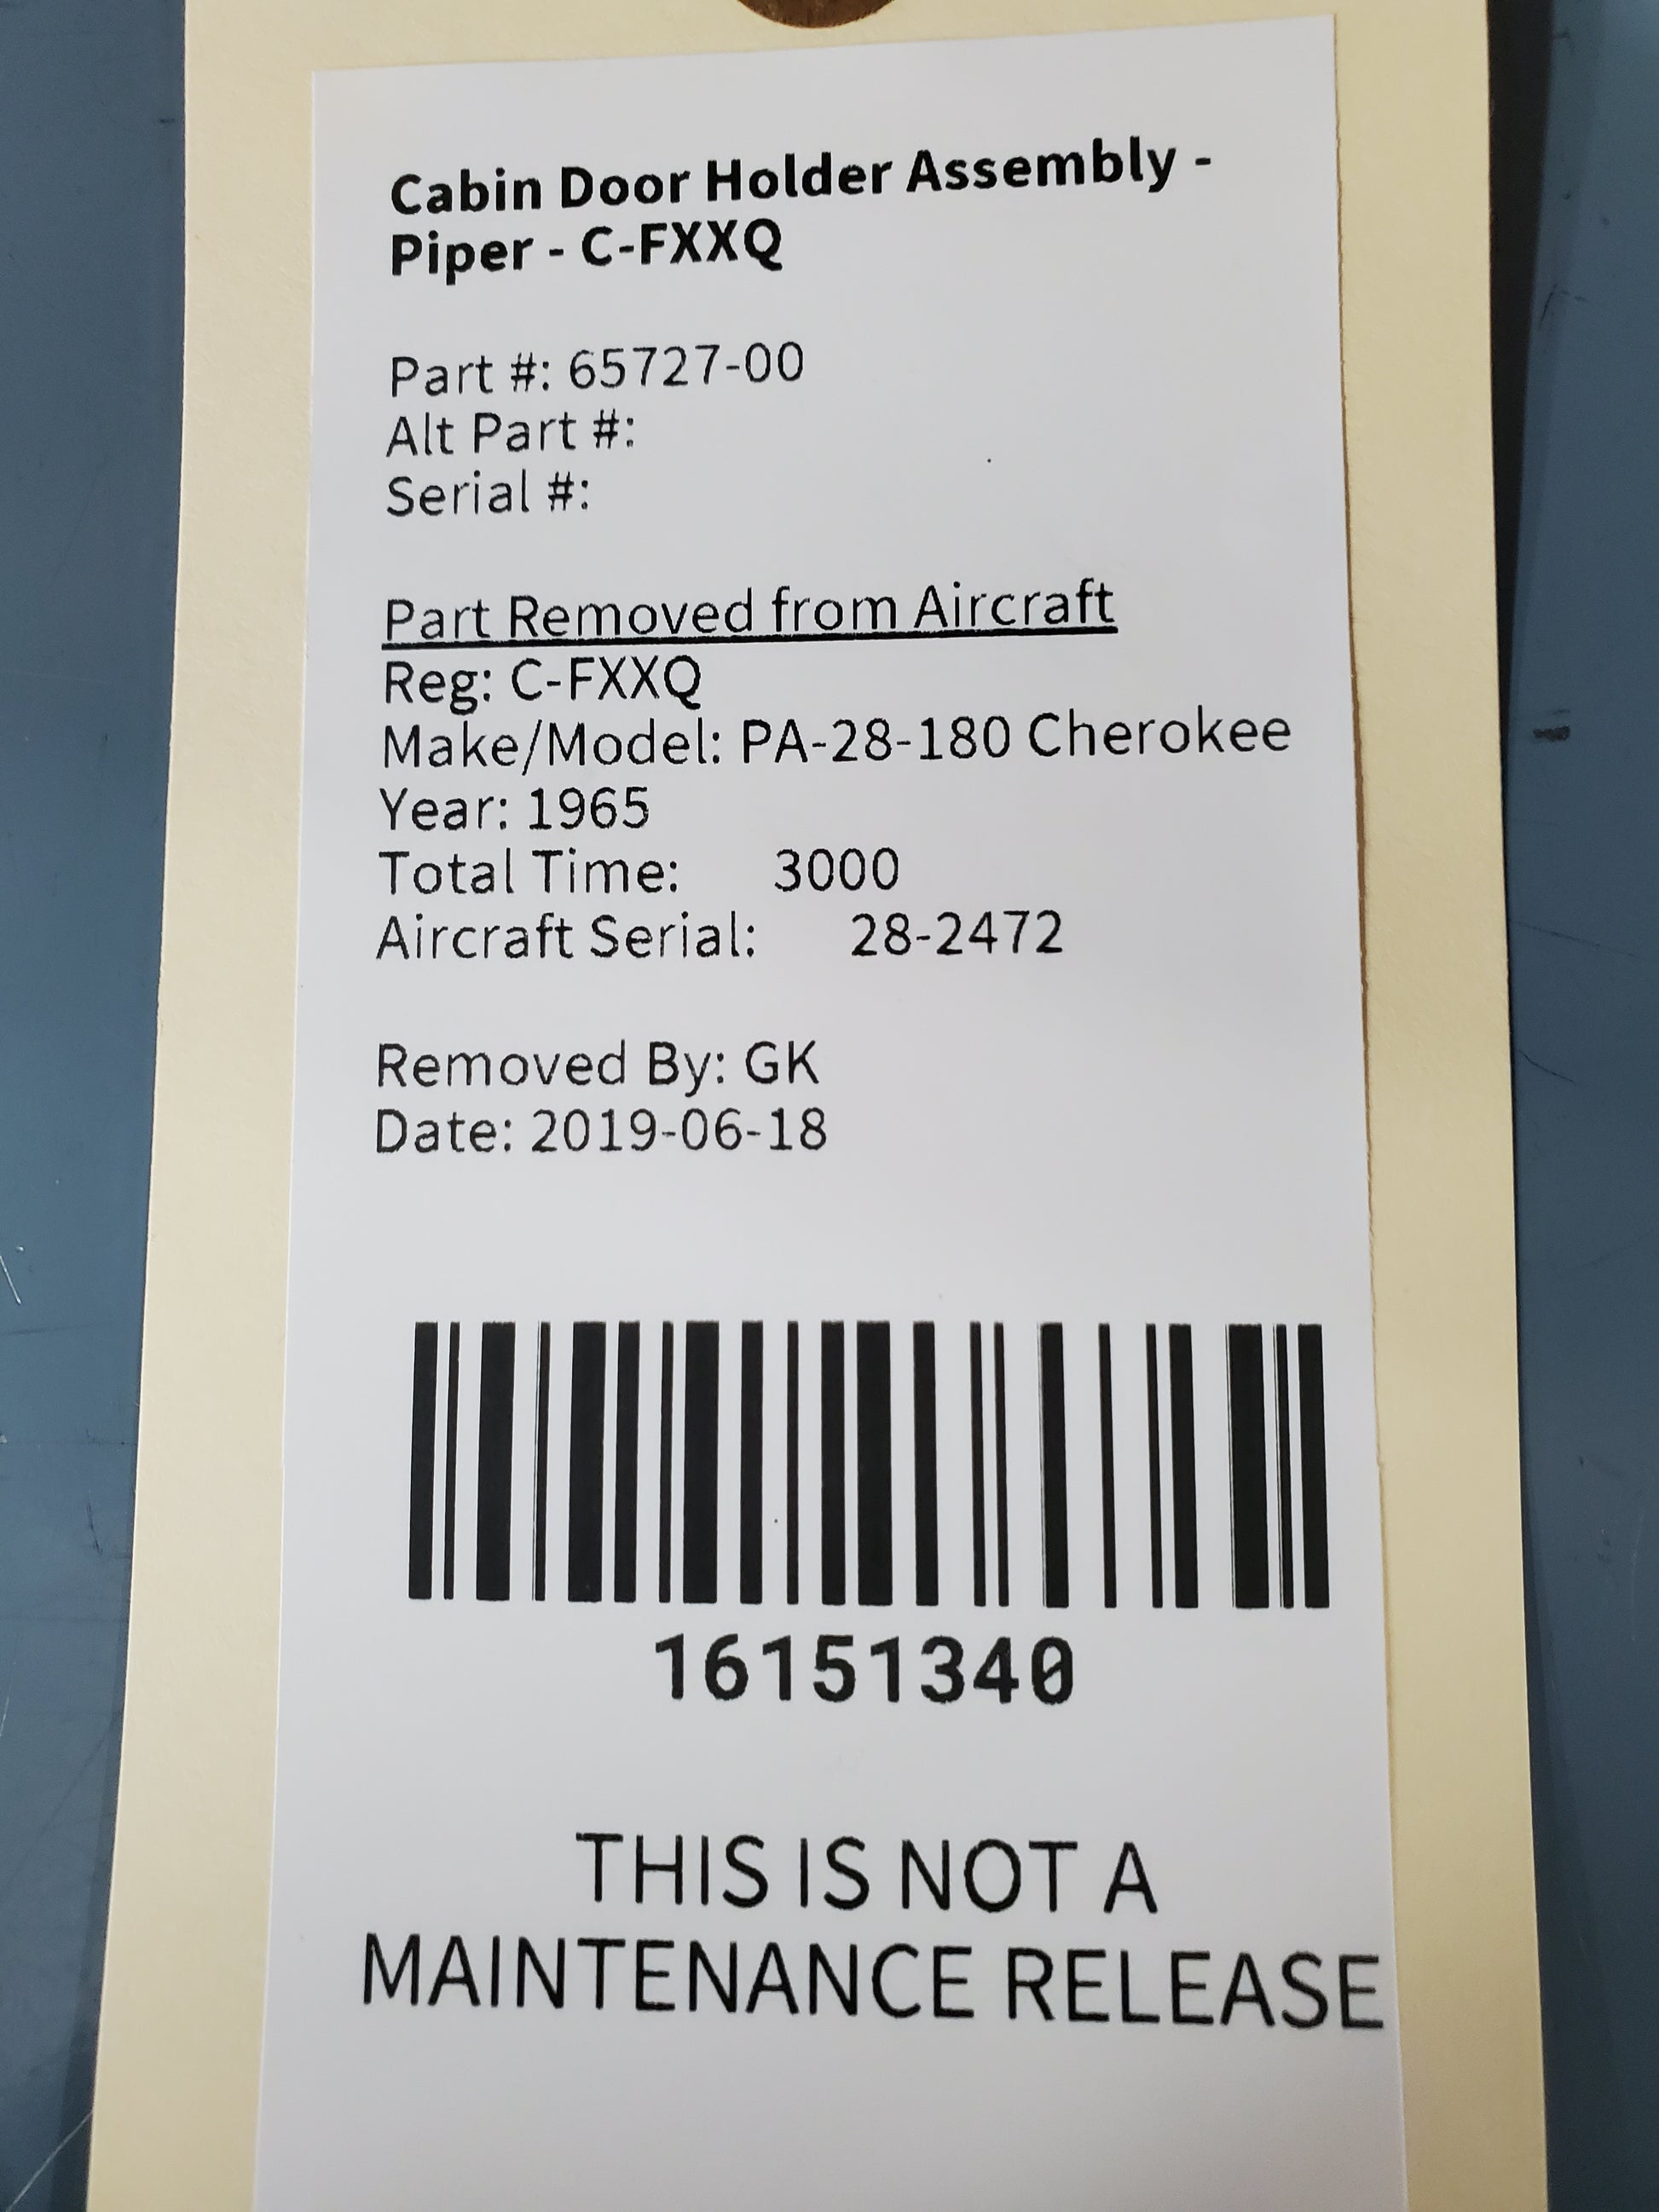 Cabin Door Holder Assembly -
Piper - C-FXXQ
Part #: 65727-00
Alt Part #:
Serial #:
Part Removed from Aircraft
Reg: C-FXXQ
Make/Model: PA-28-180 Cherokee
Year: 1965
Total Time: 3000
Aircraft Serial: 28-2472
Removed By: GK
Date: 2019-06-18
16151340
THIS IS NOT A
MAINTENANCE RELEASE